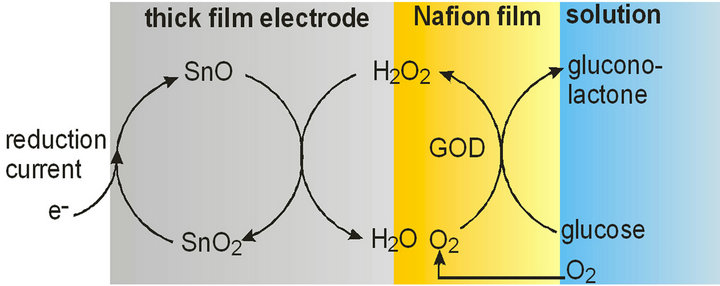 thick film electrode
Nafion film
solution
SnO
H₂O₂
glucono-
lactone
reduction
current
GOD
e-
SnO₂
H₂O
O₂
glucose
O₂